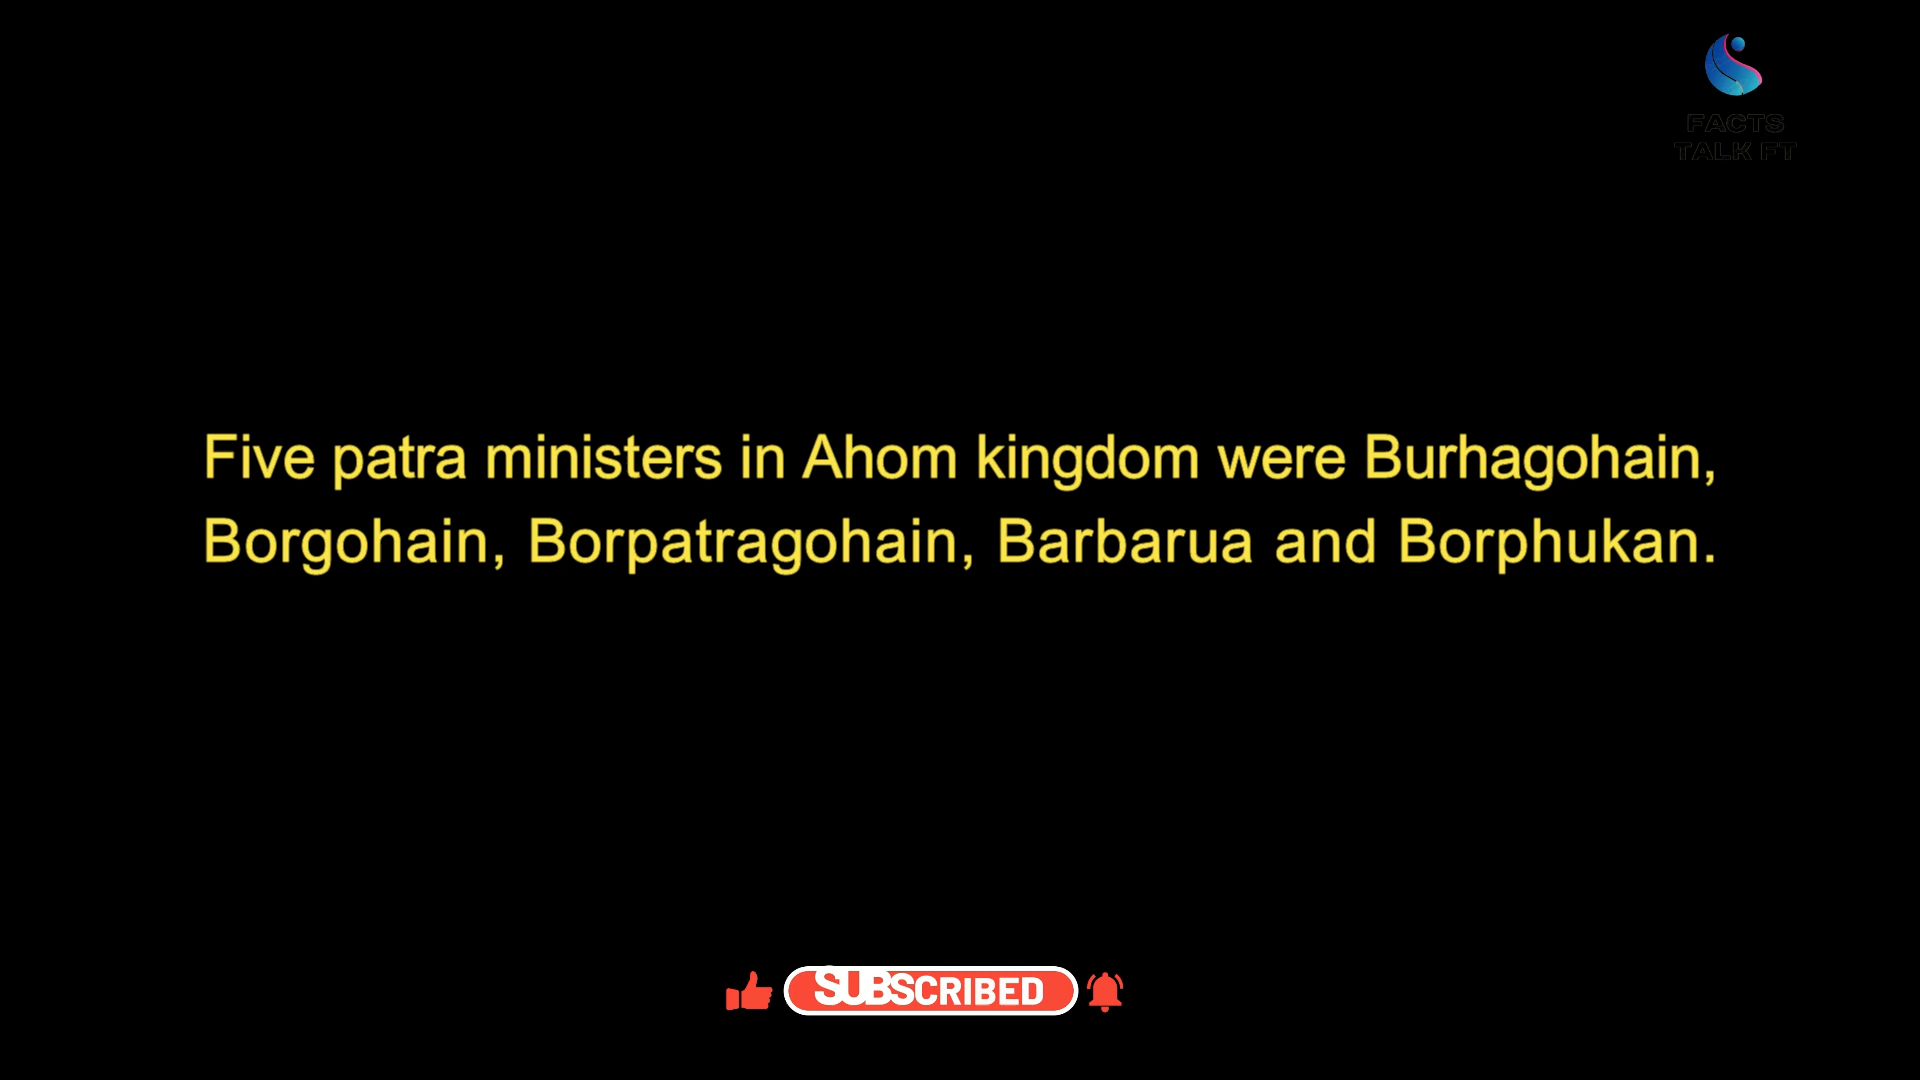 FACTS
TALK FT
Five patra ministers in Ahom kingdom were Burhagohain,
Borgohain, Borpatragohain, Barbarua and Borphukan.
SUBSCRIBED